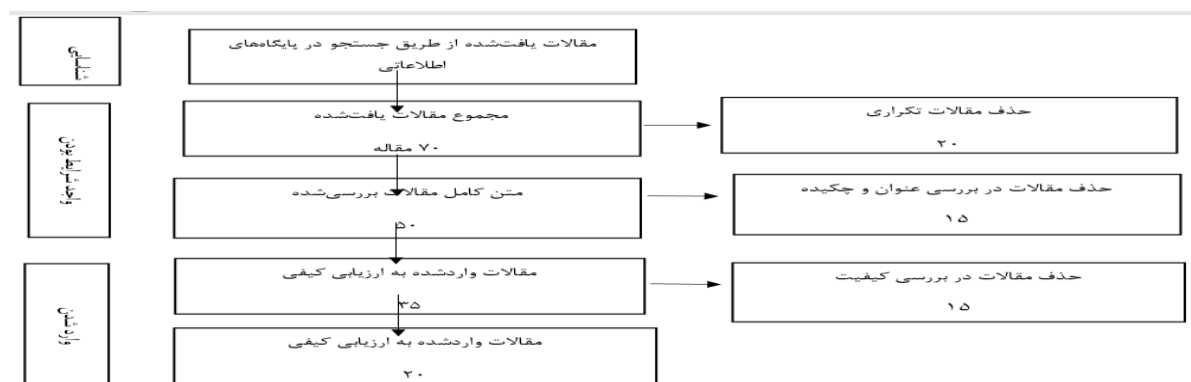 شناسایی
مقالات یافت‌شده از طریق جستجو در پایگاه‌های
اطلاعاتی
واجد شرایط بودن
مجموع مقالات یافت‌شده
۷۰ مقاله
حذف مقالات تکراری
۲۰
متن کامل مقالات بررسی‌شده
۵۰
حذف مقالات در بررسی عنوان و چکیده
۱۵
وارد شدن
مقالات واردشده به ارزیابی کیفی
۳۵
حذف مقالات در بررسی کیفیت
۱۵
مقالات واردشده به ارزیابی کیفی
۲۰